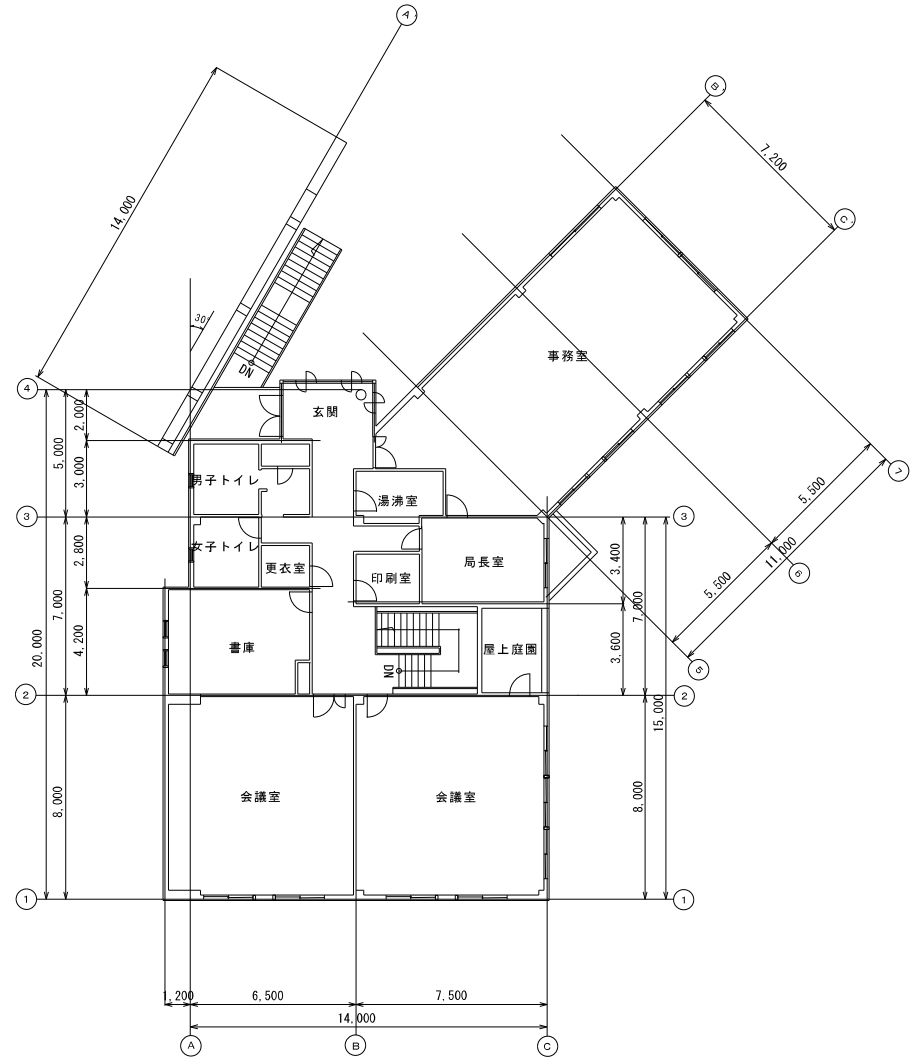 A'
B'
7,200
C'
14,000
30°
DN
事務室
4
玄関
2,000
5,000
3,000
男子トイレ
湯沸室
7
5,500
11,000
3
3
女子トイレ
更衣室
印刷室
局長室
2,800
3,400
6
5,500
7,000
7,000
4,200
20,000
書庫
DN
屋上庭園
3,600
5
2
2
15,000
会議室
会議室
8,000
8,000
1
1
1,200
6,500
7,500
14,000
A
B
C